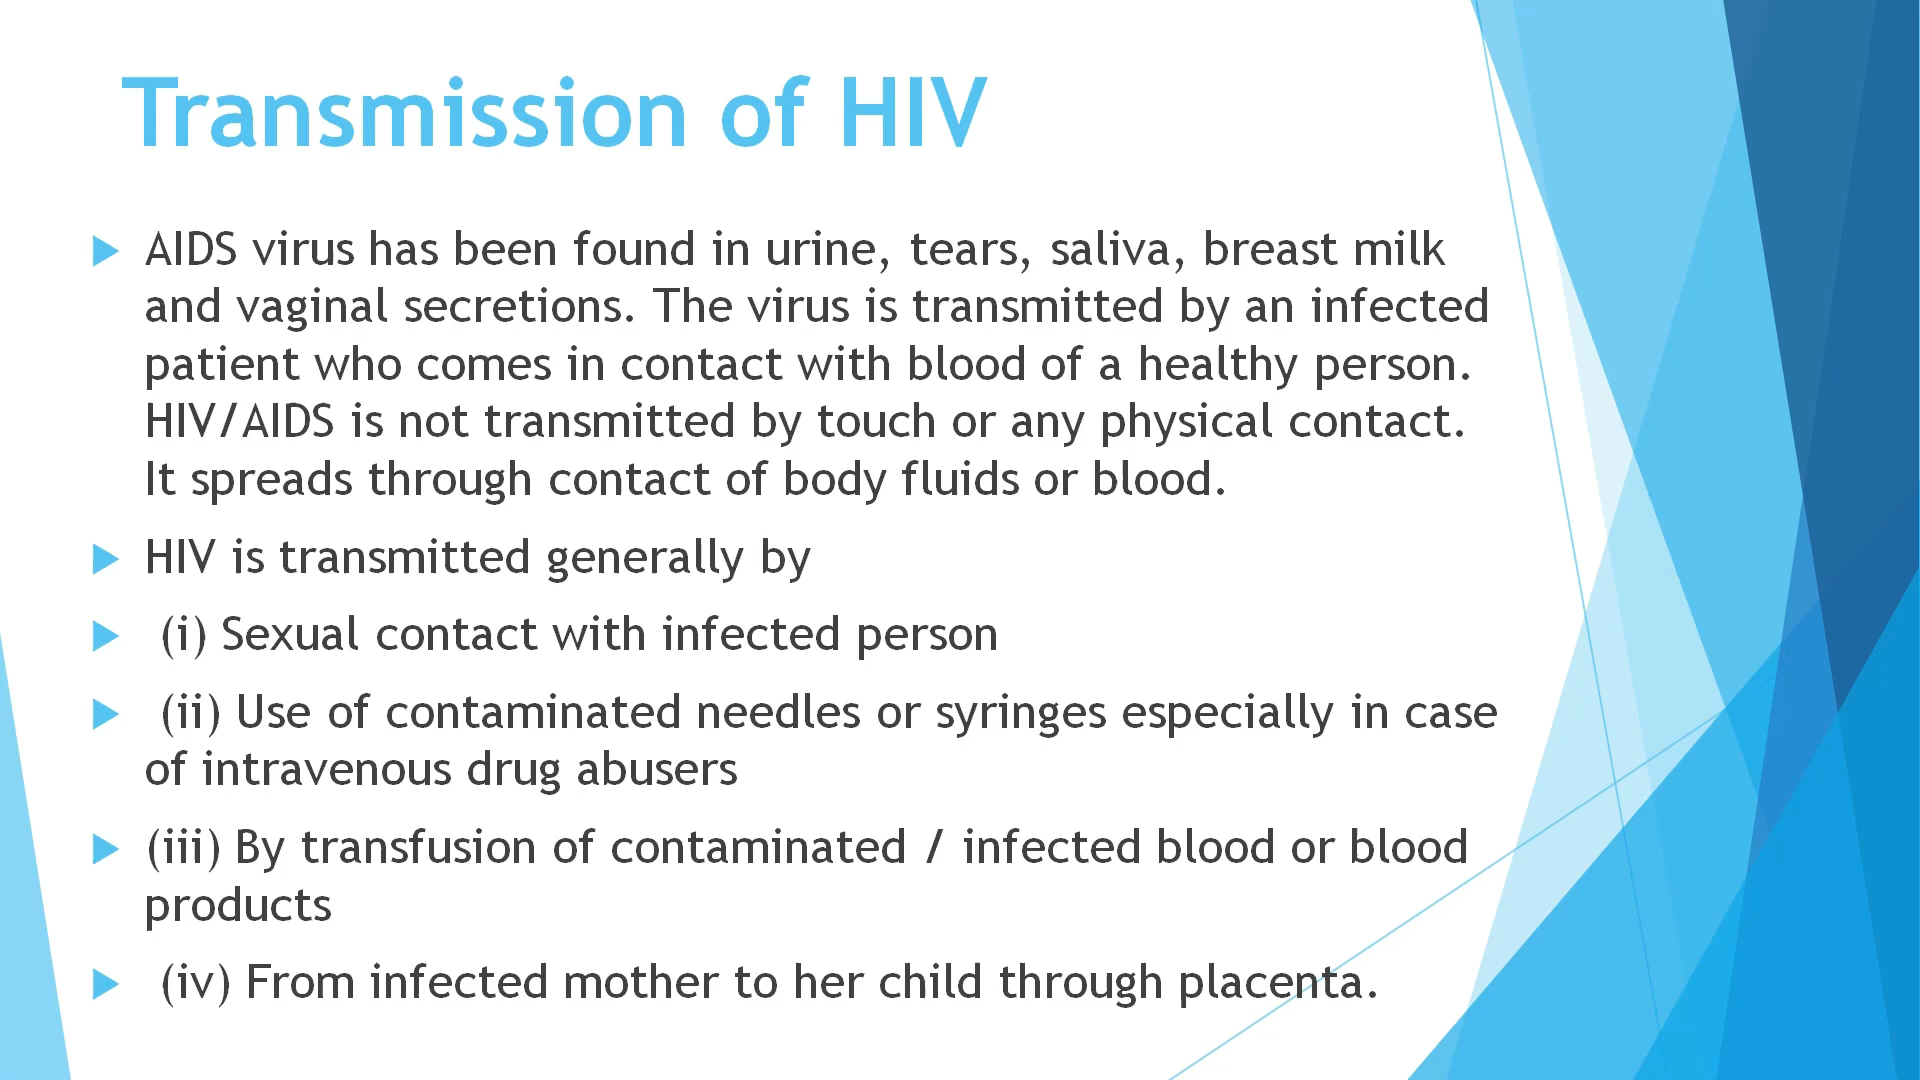 Transmission of HIV
AIDS virus has been found in urine, tears, saliva, breast milk
and vaginal secretions. The virus is transmitted by an infected
patient who comes in contact with blood of a healthy person.
HIV/AIDS is not transmitted by touch or any physical contact.
It spreads through contact of body fluids or blood.
HIV is transmitted generally by
(i) Sexual contact with infected person
(ii) Use of contaminated needles or syringes especially in case
of intravenous drug abusers
(iii) By transfusion of contaminated / infected blood or blood
products
(iv) From infected mother to her child through placenta.